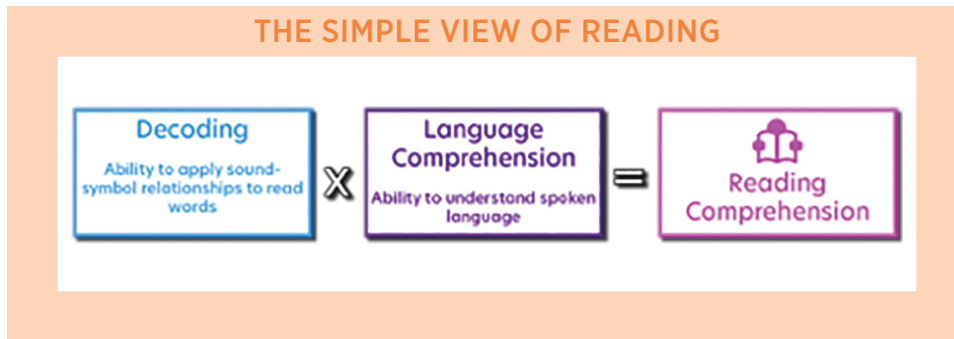 THE SIMPLE VIEW OF READING
Decoding
Ability to apply sound-
symbol relationships to read
words
X
Language
Comprehension
Ability to understand spoken
language
=
Reading
Comprehension